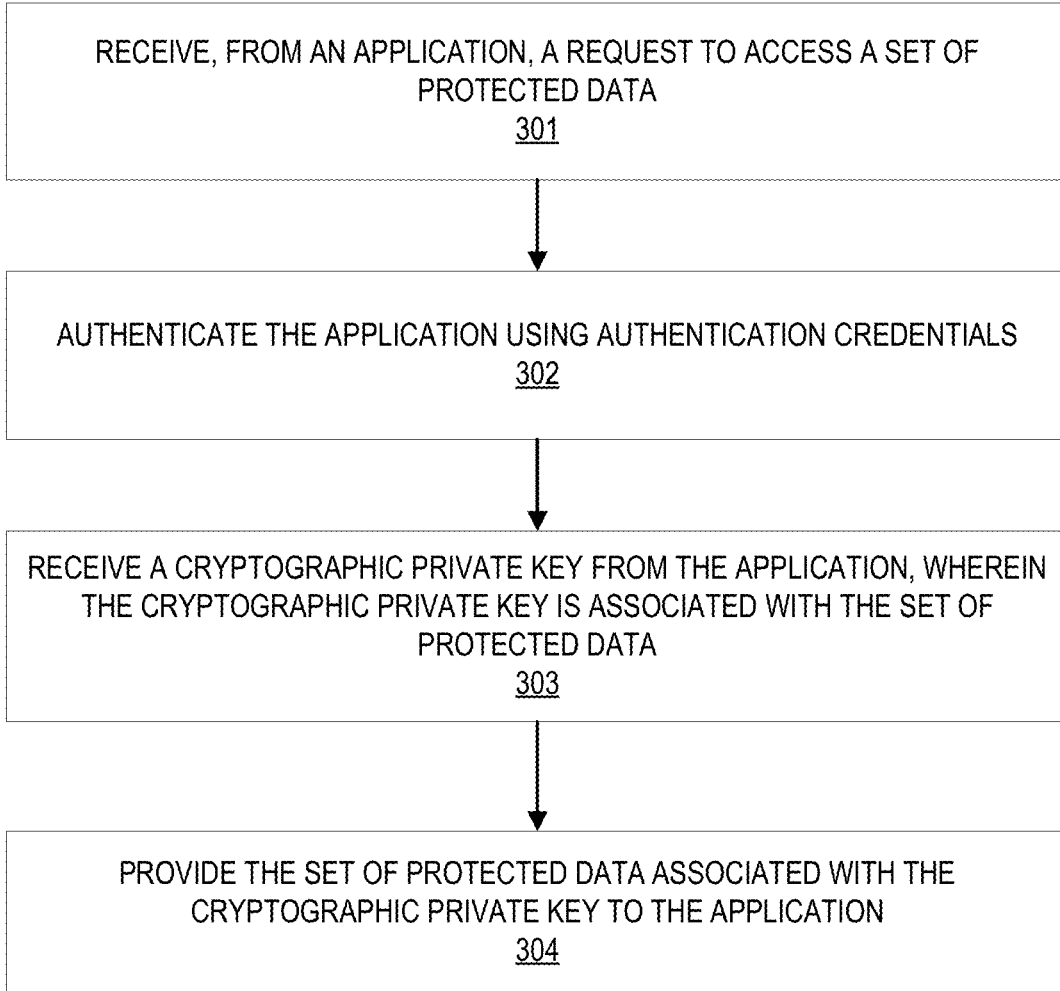 RECEIVE, FROM AN APPLICATION, A REQUEST TO ACCESS A SET OF
PROTECTED DATA
301
AUTHENTICATE THE APPLICATION USING AUTHENTICATION CREDENTIALS
302
RECEIVE A CRYPTOGRAPHIC PRIVATE KEY FROM THE APPLICATION, WHEREIN
THE CRYPTOGRAPHIC PRIVATE KEY IS ASSOCIATED WITH THE SET OF
PROTECTED DATA
303
PROVIDE THE SET OF PROTECTED DATA ASSOCIATED WITH THE
CRYPTOGRAPHIC PRIVATE KEY TO THE APPLICATION
304